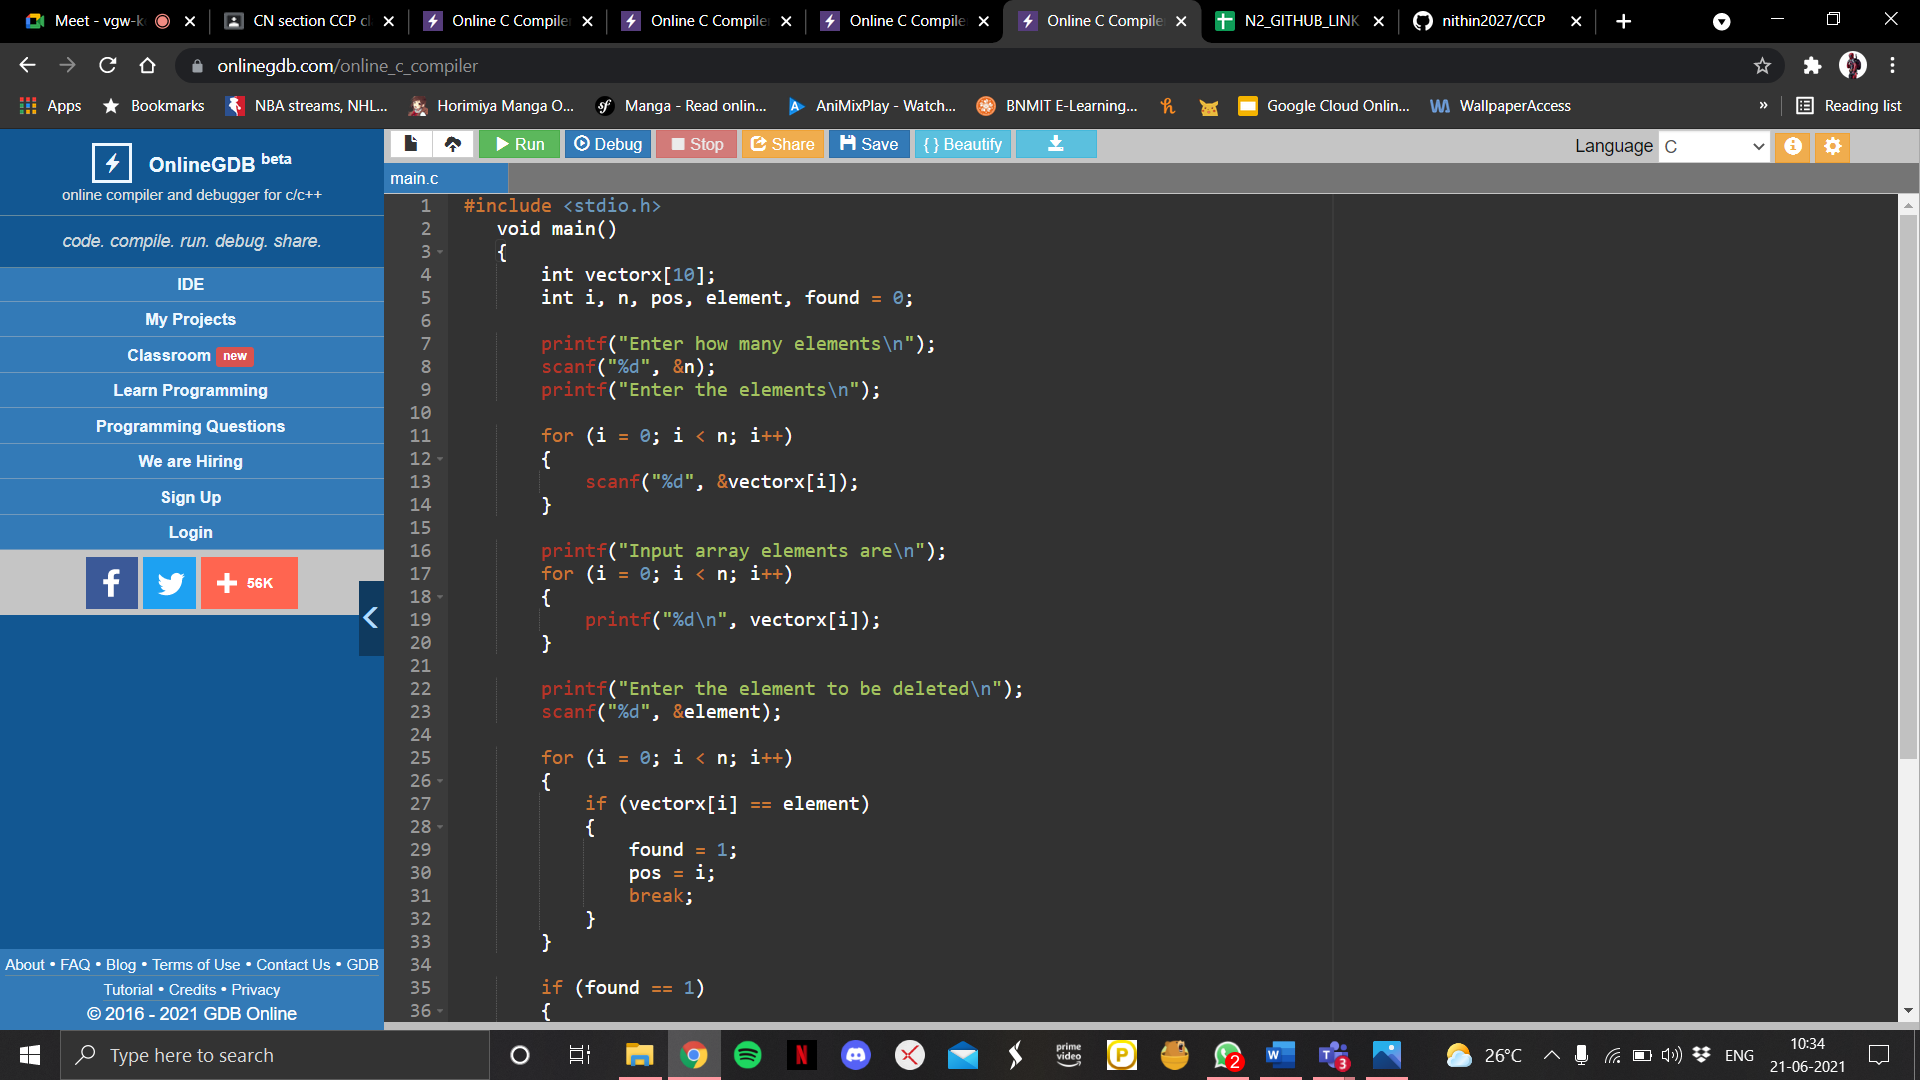 Meet - vgw-k
CN section CCP cl
Online C Compiler
Online C Compiler
Online C Compiler
Online C Compiler
N2_GITHUB_LINK
nithin2027/CCP
onlinegdb.com/online_c_compiler
Apps
Bookmarks
NBA streams, NHL...
Horimiya Manga O...
Manga - Read onlin...
AniMixPlay - Watch...
BNMIT E-Learning...
Google Cloud Onlin...
WallpaperAccess
»
Reading list
OnlineGDB beta
online compiler and debugger for c/c++
code. compile. run. debug. share.
IDE
My Projects
Classroom new
Learn Programming
Programming Questions
We are Hiring
Sign Up
Login
f
+ 56K
About • FAQ • Blog • Terms of Use • Contact Us • GDB
Tutorial • Credits • Privacy
© 2016 - 2021 GDB Online
Run
Debug
Stop
Share
Save
{ } Beautify
Language C
main.c
1 #include <stdio.h>
2 void main()
3 {
4 int vectorx[10];
5 int i, n, pos, element, found = 0;
6
7 printf("Enter how many elements\n");
8 scanf("%d", &n);
9 printf("Enter the elements\n");
10
11 for (i = 0; i < n; i++)
12 {
13 scanf("%d", &vectorx[i]);
14 }
15
16 printf("Input array elements are\n");
17 for (i = 0; i < n; i++)
18 {
19 printf("%d\n", vectorx[i]);
20 }
21
22 printf("Enter the element to be deleted\n");
23 scanf("%d", &element);
24
25 for (i = 0; i < n; i++)
26 {
27 if (vectorx[i] == element)
28 {
29 found = 1;
30 pos = i;
31 break;
32 }
33 }
34
35 if (found == 1)
36 {
Type here to search
prime video
2
3
26°C
ENG
10:34
21-06-2021